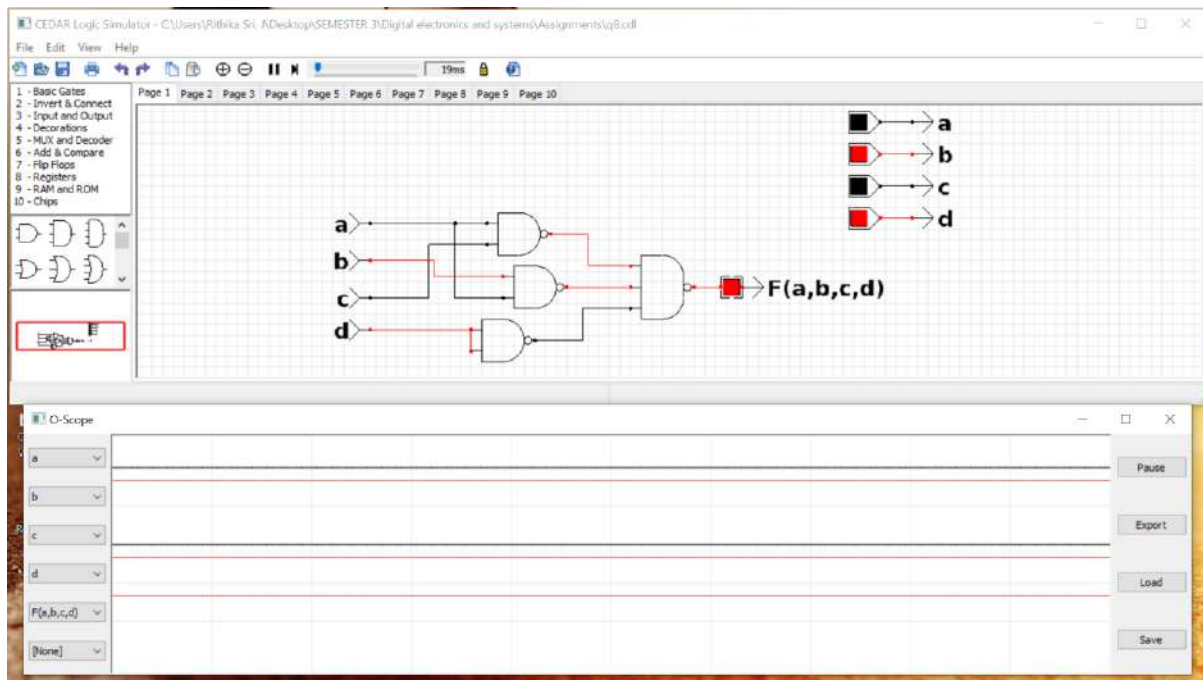 CEDAR Logic Simulator - C:\Users\Rithika Sri. J\Desktop\SEMESTER 3\Digital electronics and systems\Assignments\q8.cdl
File Edit View Help
19ms
1 - Basic Gates
2 - Invert & Connect
3 - Input and Output
4 - Decorations
5 - MUX and Decoder
6 - Add & Compare
7 - Flip Flops
8 - Registers
9 - RAM and ROM
10 - Chips
Page 1 Page 2 Page 3 Page 4 Page 5 Page 6 Page 7 Page 8 Page 9 Page 10
a
b
c
d
a
b
c
d
F(a,b,c,d)
O-Scope
a
b
c
d
F(a,b,c,d)
[None]
Pause
Export
Load
Save